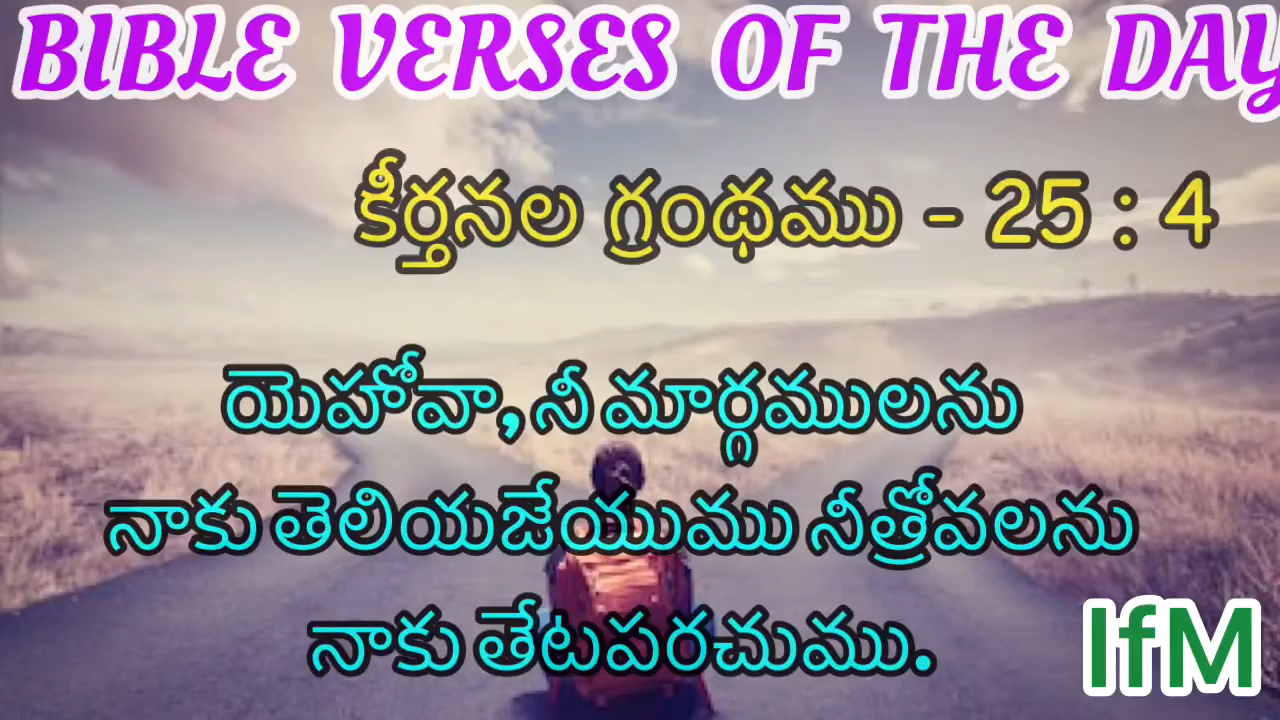 BIBLE VERSES OF THE DAY
కీర్తనల గ్రంథము - 25 : 4
యెహోవా, నీ మార్గములను
నాకు తెలియజేయుము నీత్రోవలను
నాకు తేటపరచుము.
IfM